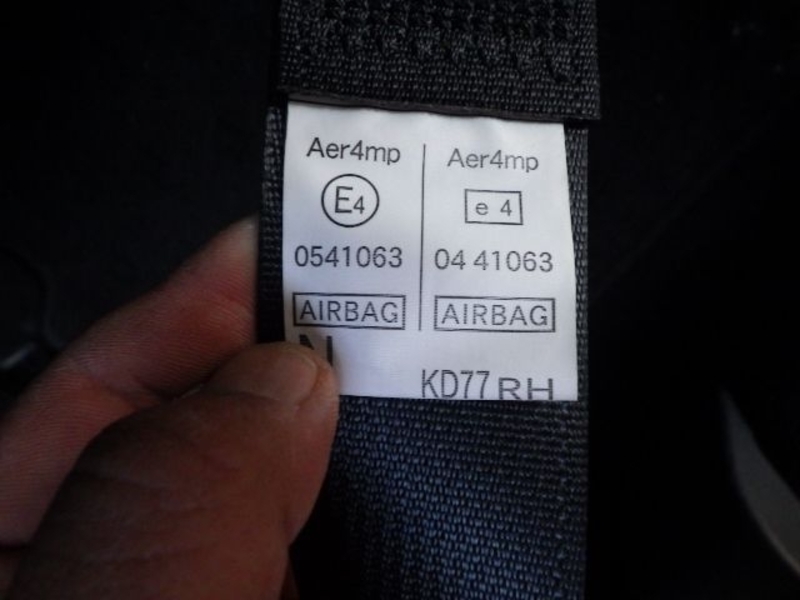 Aer4mp Aer4mp
E4 e 4
0541063 04 41063
AIRBAG AIRBAG
N
KD77 RH